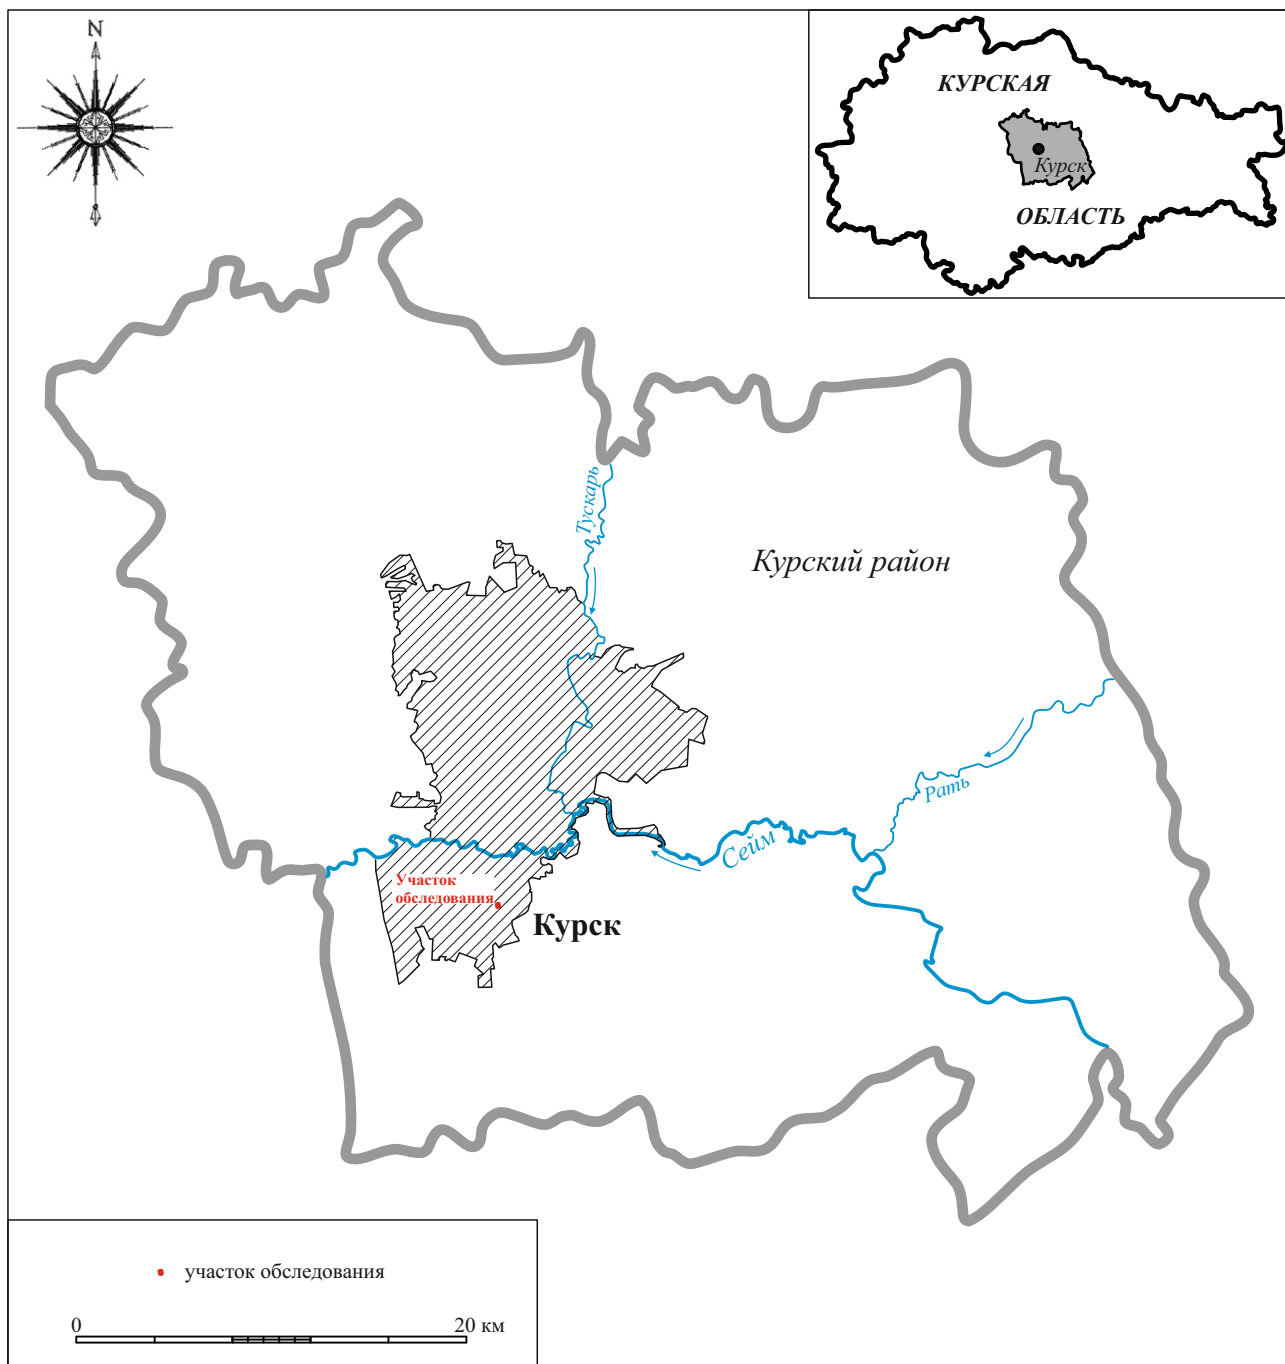 N
КУРСКАЯ
Курск
ОБЛАСТЬ
Тускарь
Курский район
Рать
Сейм
Участок
обследования
Курск
участок обследования
0
20 км